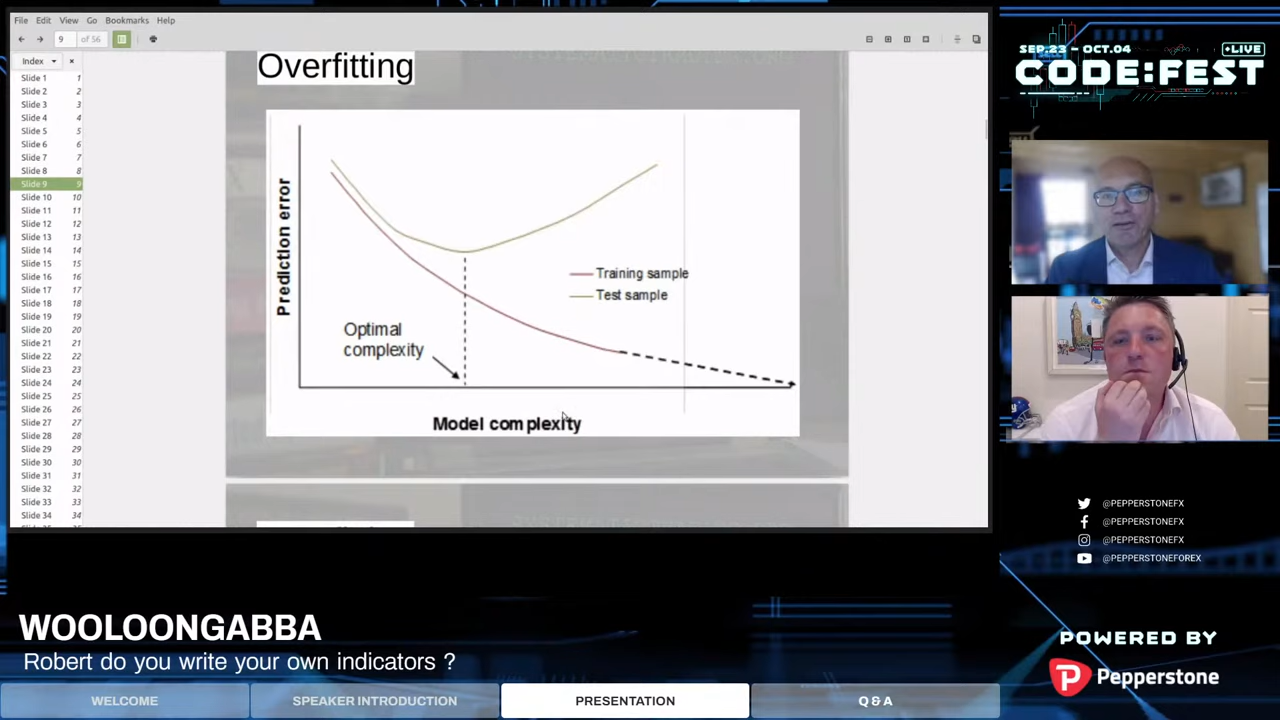 File Edit View Go Bookmarks Help
9 of 56
Index
Slide 1 1
Slide 2 2
Slide 3 3
Slide 4 4
Slide 5 5
Slide 6 6
Slide 7 7
Slide 8 8
Slide 9 9
Slide 10 10
Slide 11 11
Slide 12 12
Slide 13 13
Slide 14 14
Slide 15 15
Slide 16 16
Slide 17 17
Slide 18 18
Slide 19 19
Slide 20 20
Slide 21 21
Slide 22 22
Slide 23 23
Slide 24 24
Slide 25 25
Slide 26 26
Slide 27 27
Slide 28 28
Slide 29 29
Slide 30 30
Slide 31 31
Slide 32 32
Slide 33 33
Slide 34 34
Overfitting
Prediction error
Training sample
Test sample
Optimal
complexity
Model complexity
SEP.23 - OCT.04
LIVE
CODE:FEST
@PEPPERSTONEFX
@PEPPERSTONEFX
@PEPPERSTONEFX
@PEPPERSTONEFOREX
WOOLOONGABBA
Robert do you write your own indicators ?
POWERED BY
Pepperstone
WELCOME
SPEAKER INTRODUCTION
PRESENTATION
Q & A